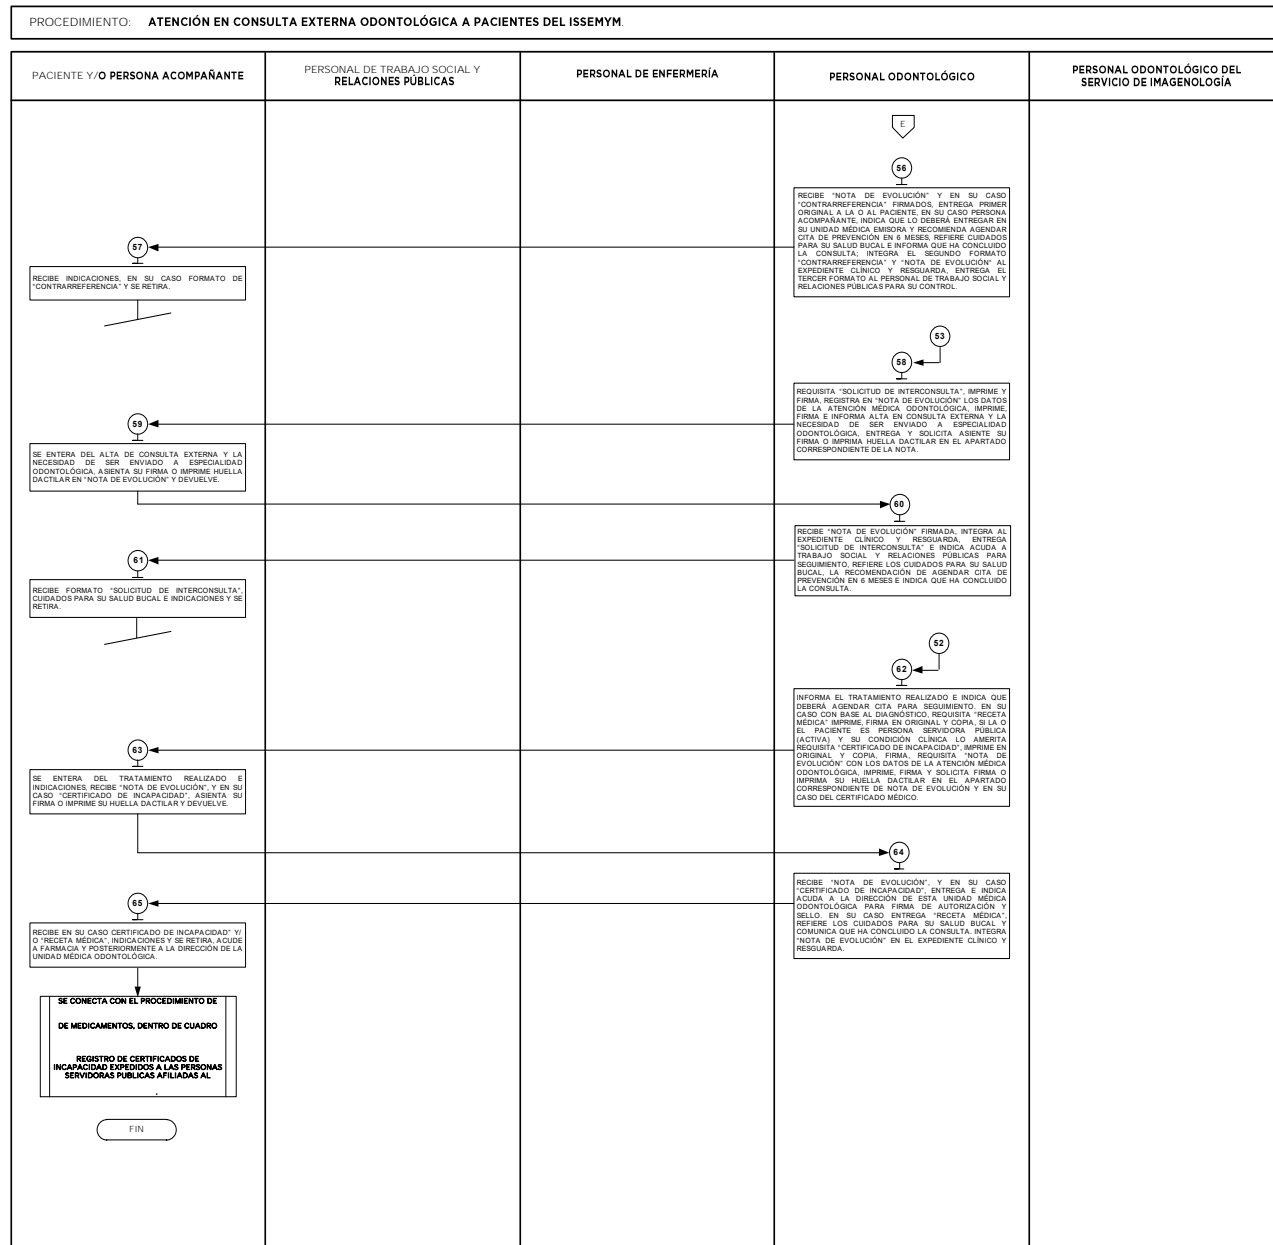 PROCEDIMIENTO: ATENCIÓN EN CONSULTA EXTERNA ODONTOLÓGICA A PACIENTES DEL ISSEMYM.
PACIENTE Y/O PERSONA ACOMPAÑANTE
PERSONAL DE TRABAJO SOCIAL Y
RELACIONES PÚBLICAS
PERSONAL DE ENFERMERÍA
PERSONAL ODONTOLÓGICO
PERSONAL ODONTOLÓGICO DEL
SERVICIO DE IMAGENOLOGÍA
E
56
RECIBE "NOTA DE EVOLUCIÓN" Y EN SU CASO
"CONTRARREFERENCIA" FIRMADOS, ENTREGA PRIMER
ORIGINAL A LA O AL PACIENTE, EN SU CASO PERSONA
ACOMPAÑANTE, INDICA QUE LO DEBERÁ ENTREGAR EN
SU UNIDAD MÉDICA EMISORA Y RECOMIENDA AGENDAR
CITA DE PREVENCIÓN EN 6 MESES, REFIERE CUIDADOS
PARA SU SALUD BUCAL E INFORMA QUE HA CONCLUIDO
LA CONSULTA; INTEGRA EL SEGUNDO FORMATO
"CONTRARREFERENCIA" Y "NOTA DE EVOLUCIÓN" AL
EXPEDIENTE CLÍNICO Y RESGUARDA, ENTREGA EL
TERCER FORMATO AL PERSONAL DE TRABAJO SOCIAL Y
RELACIONES PÚBLICAS PARA SU CONTROL.
57
RECIBE INDICACIONES, EN SU CASO FORMATO DE
"CONTRARREFERENCIA" Y SE RETIRA.
53
58
REQUISITA "SOLICITUD DE INTERCONSULTA", IMPRIME Y
FIRMA, REGISTRA EN "NOTA DE EVOLUCIÓN" LOS DATOS
DE LA ATENCIÓN MÉDICA ODONTOLÓGICA, IMPRIME,
FIRMA E INFORMA ALTA EN CONSULTA EXTERNA Y LA
NECESIDAD DE SER ENVIADO A ESPECIALIDAD
ODONTOLÓGICA, ENTREGA Y SOLICITA ASIENTE SU
FIRMA O IMPRIMA HUELLA DACTILAR EN EL APARTADO
CORRESPONDIENTE DE LA NOTA.
59
SE ENTERA DEL ALTA DE CONSULTA EXTERNA Y LA
NECESIDAD DE SER ENVIADO A ESPECIALIDAD
ODONTOLÓGICA, ASIENTA SU FIRMA O IMPRIME HUELLA
DACTILAR EN "NOTA DE EVOLUCIÓN" Y DEVUELVE.
60
RECIBE "NOTA DE EVOLUCIÓN" FIRMADA, INTEGRA AL
EXPEDIENTE CLÍNICO Y RESGUARDA, ENTREGA
"SOLICITUD DE INTERCONSULTA" E INDICA ACUDA A
TRABAJO SOCIAL Y RELACIONES PÚBLICAS PARA
SEGUIMIENTO, REFIERE LOS CUIDADOS PARA SU SALUD
BUCAL, LA RECOMENDACIÓN DE AGENDAR CITA DE
PREVENCIÓN EN 6 MESES E INDICA QUE HA CONCLUIDO
LA CONSULTA.
61
RECIBE FORMATO "SOLICITUD DE INTERCONSULTA",
CUIDADOS PARA SU SALUD BUCAL E INDICACIONES Y SE
RETIRA.
52
62
INFORMA EL TRATAMIENTO REALIZADO E INDICA QUE
DEBERÁ AGENDAR CITA PARA SEGUIMIENTO. EN SU
CASO CON BASE AL DIAGNÓSTICO, REQUISITA "RECETA
MÉDICA" IMPRIME, FIRMA EN ORIGINAL Y COPIA, SI LA O
EL PACIENTE ES PERSONA SERVIDORA PÚBLICA
(ACTIVA) Y SU CONDICIÓN CLÍNICA LO AMERITA
REQUISITA "CERTIFICADO DE INCAPACIDAD", IMPRIME EN
ORIGINAL Y COPIA, FIRMA, REQUISITA "NOTA DE
EVOLUCIÓN" CON LOS DATOS DE LA ATENCIÓN MÉDICA
ODONTOLÓGICA, IMPRIME, FIRMA Y SOLICITA FIRMA O
IMPRIMA SU HUELLA DACTILAR EN EL APARTADO
CORRESPONDIENTE DE NOTA DE EVOLUCIÓN Y EN SU
CASO DEL CERTIFICADO MÉDICO.
63
SE ENTERA DEL TRATAMIENTO REALIZADO E
INDICACIONES, RECIBE "NOTA DE EVOLUCIÓN", Y EN SU
CASO "CERTIFICADO DE INCAPACIDAD", ASIENTA SU
FIRMA O IMPRIME SU HUELLA DACTILAR Y DEVUELVE.
64
RECIBE "NOTA DE EVOLUCIÓN", Y EN SU CASO
"CERTIFICADO DE INCAPACIDAD", ENTREGA E INDICA
ACUDA A LA DIRECCIÓN DE ESTA UNIDAD MÉDICA
ODONTOLÓGICA PARA FIRMA DE AUTORIZACIÓN Y
SELLO. EN SU CASO ENTREGA "RECETA MÉDICA",
REFIERE LOS CUIDADOS PARA SU SALUD BUCAL Y
COMUNICA QUE HA CONCLUIDO LA CONSULTA. INTEGRA
"NOTA DE EVOLUCIÓN" EN EL EXPEDIENTE CLÍNICO Y
RESGUARDA.
65
RECIBE EN SU CASO CERTIFICADO DE INCAPACIDAD" Y/
O "RECETA MÉDICA", INDICACIONES Y SE RETIRA, ACUDE
A FARMACIA Y POSTERIORMENTE A LA DIRECCIÓN DE LA
UNIDAD MÉDICA ODONTOLÓGICA.
SE CONECTA CON EL PROCEDIMIENTO DE
DE MEDICAMENTOS, DENTRO DE CUADRO
REGISTRO DE CERTIFICADOS DE
INCAPACIDAD EXPEDIDOS A LAS PERSONAS
SERVIDORAS PUBLICAS AFILIADAS AL
.
FIN